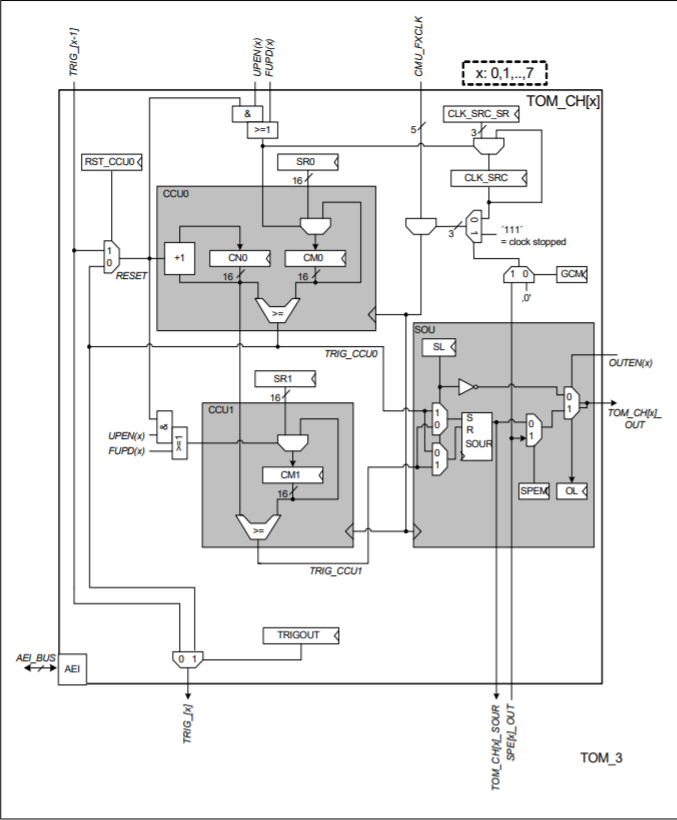 TRIG_[x-1]
UPEN(x)
FUPD(x)
CMU_FXCLK
x: 0,1,..,7
TOM_CH[x]
&
>=1
5
CLK_SRC_SR
3
RST_CCU0
SR0
16
CLK_SRC
CCU0
1
0
RESET
+1
CN0
CM0
16
16
>=
3
0
1
'111'
= clock stopped
1 0
GCM
‚0'
SOU
SL
TRIG_CCU0
OUTEN(x)
SR1
16
CCU1
UPEN(x)
FUPD(x)
&
>=1
CM1
16
>=
TRIG_CCU1
1
0
0
1
S
R
SOUR
0
1
0
1
TOM_CH[x]_
OUT
SPEM
OL
TRIGOUT
0 1
AEI_BUS
AEI
TRIG_[x]
TOM_CH[x]_SOUR
SPE[x]_OUT
TOM_3